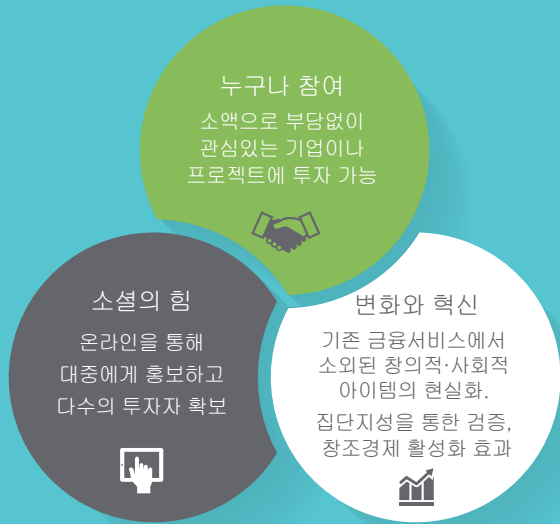 누구나 참여
소액으로 부담없이
관심있는 기업이나
프로젝트에 투자 가능
소셜의 힘
온라인을 통해
대중에게 홍보하고
다수의 투자자 확보
변화와 혁신
기존 금융서비스에서
소외된 창의적·사회적
아이템의 현실화.
집단지성을 통한 검증,
창조경제 활성화 효과